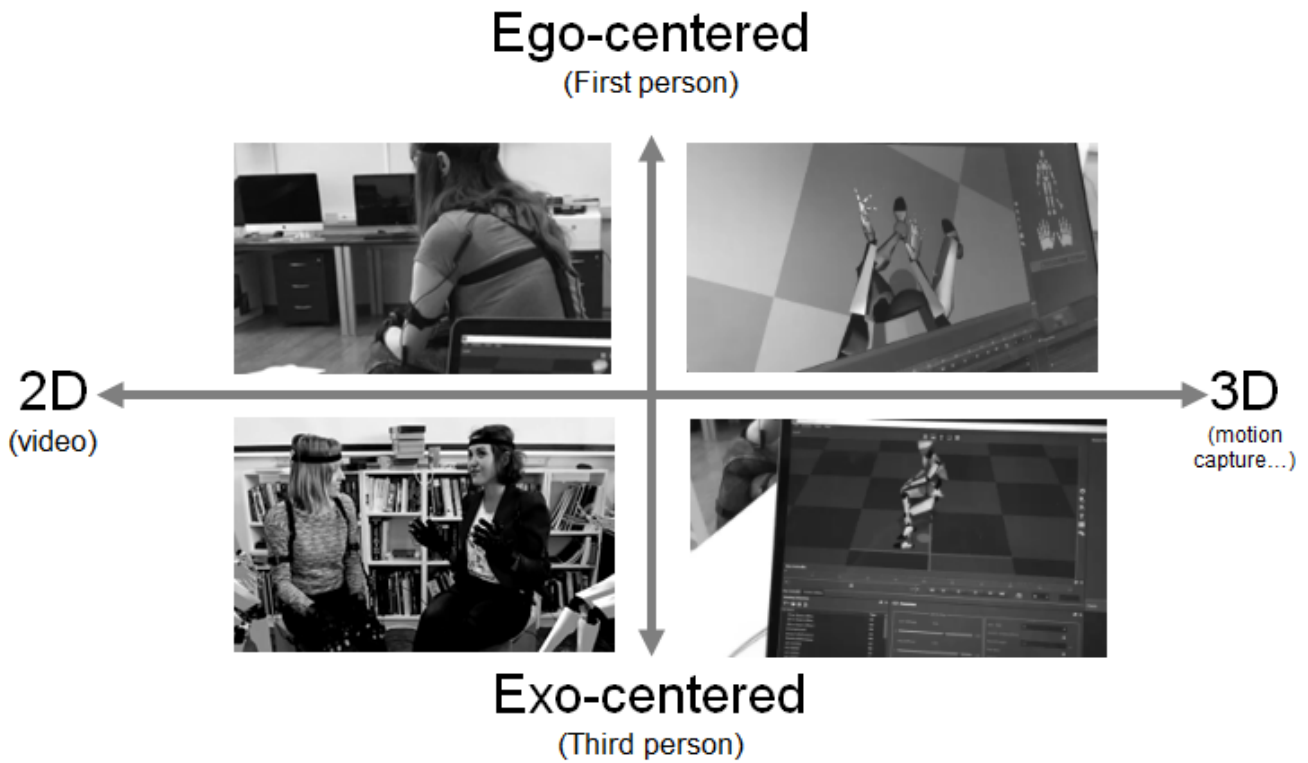 Ego-centered
(First person)
2D
(video)
3D
(motion
capture…)
Exo-centered
(Third person)